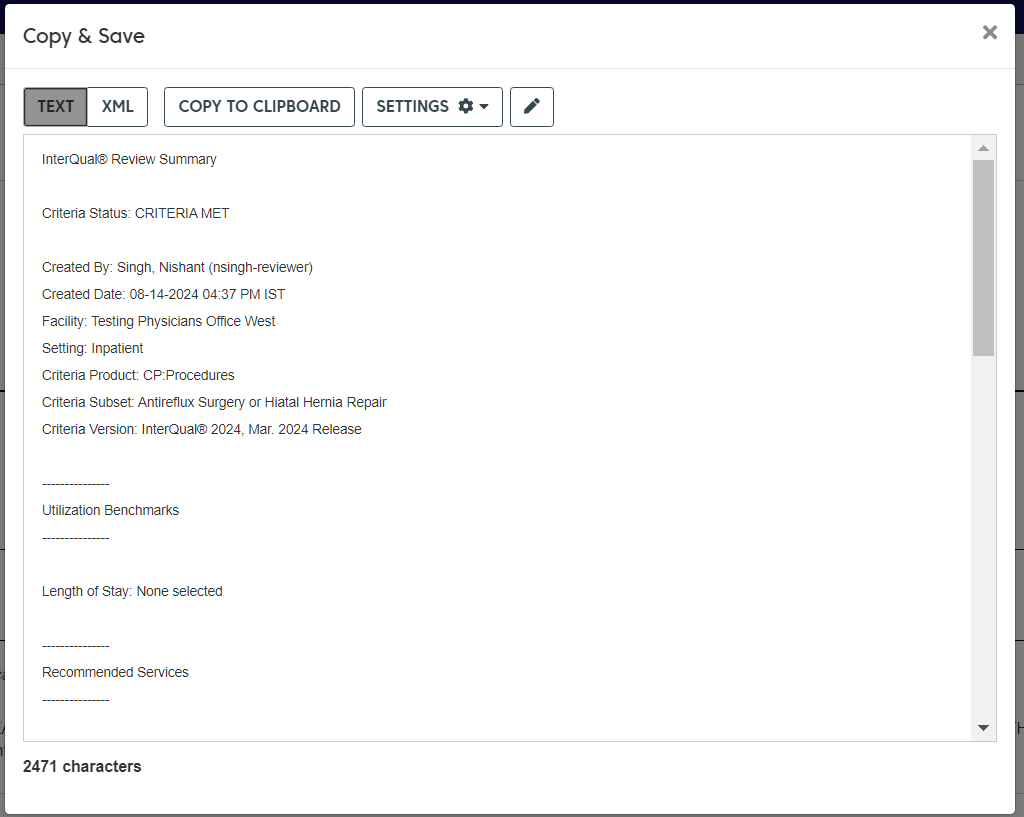 Copy & Save
TEXT
XML
COPY TO CLIPBOARD
SETTINGS
InterQual® Review Summary
Criteria Status: CRITERIA MET
Created By: Singh, Nishant (nsingh-reviewer)
Created Date: 08-14-2024 04:37 PM IST
Facility: Testing Physicians Office West
Setting: Inpatient
Criteria Product: CP:Procedures
Criteria Subset: Antireflux Surgery or Hiatal Hernia Repair
Criteria Version: InterQual® 2024, Mar. 2024 Release
---------------
Utilization Benchmarks
---------------
Length of Stay: None selected
---------------
Recommended Services
---------------
2471 characters